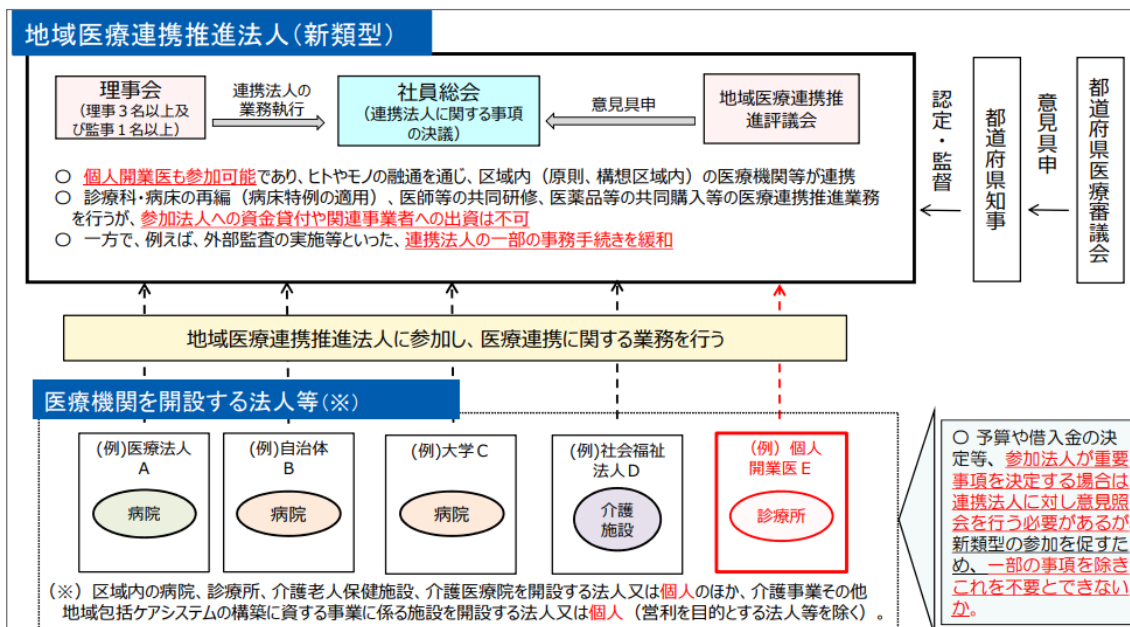 地域医療連携推進法人(新類型)
理事会
(理事3名以上及
び監事1名以上)
連携法人の
業務執行
社員総会
(連携法人に関する事項
の決議)
意見具申
地域医療連携推
進評議会
認定・監督
都道府県知事
意見具申
都道府県医療審議会
○ 個人開業医も参加可能であり、ヒトやモノの融通を通じ、区域内(原則、構想区域内)の医療機関等が連携
○ 診療科・病床の再編(病床特例の適用)、医師等の共同研修、医薬品等の共同購入等の医療連携推進業務
を行うが、参加法人への資金貸付や関連事業者への出資は不可
○ 一方で、例えば、外部監査の実施等といった、連携法人の一部の事務手続きを緩和
地域医療連携推進法人に参加し、医療連携に関する業務を行う
医療機関を開設する法人等(※)
(例)医療法人
A
病院
(例)自治体
B
病院
(例)大学C
病院
(例)社会福祉
法人D
介護
施設
(例)個人
開業医E
診療所
○ 予算や借入金の決
定等、参加法人が重要
事項を決定する場合は
連携法人に対し意見照
会を行う必要があるが
新類型の参加を促すた
め、一部の事項を除き
これを不要とできない
か。
(※)区域内の病院、診療所、介護老人保健施設、介護医療院を開設する法人又は個人のほか、介護事業その他
地域包括ケアシステムの構築に資する事業に係る施設を開設する法人又は個人(営利を目的とする法人等を除く)。